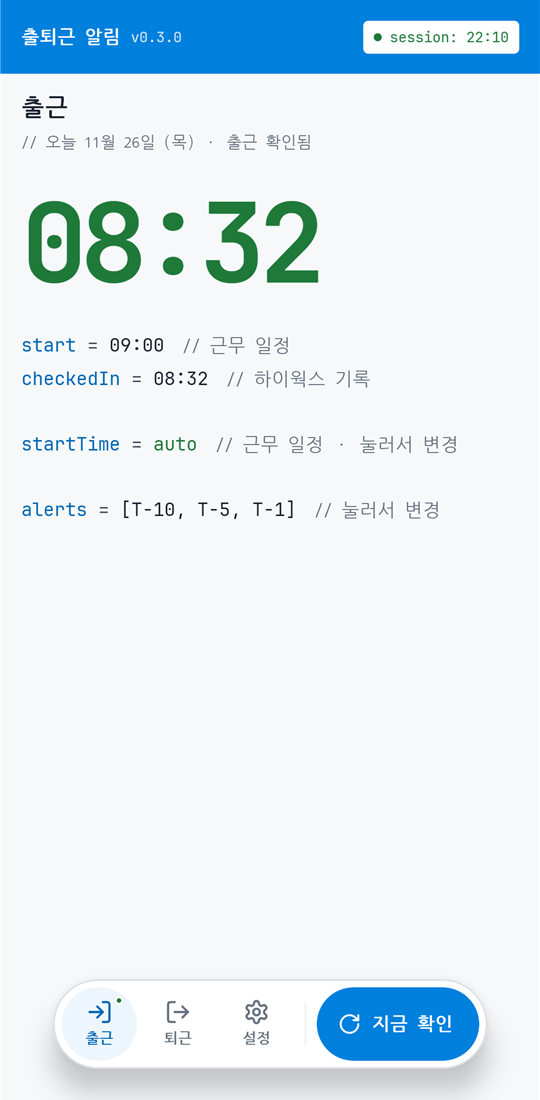 출퇴근 알림 v0.3.0
session: 22:10
출근
// 오늘 11월 26일 (목) · 출근 확인됨
08:32
start = 09:00 // 근무 일정
checkedIn = 08:32 // 하이웍스 기록
startTime = auto // 근무 일정 · 눌러서 변경
alerts = [T-10, T-5, T-1] // 눌러서 변경
출근
퇴근
설정
지금 확인